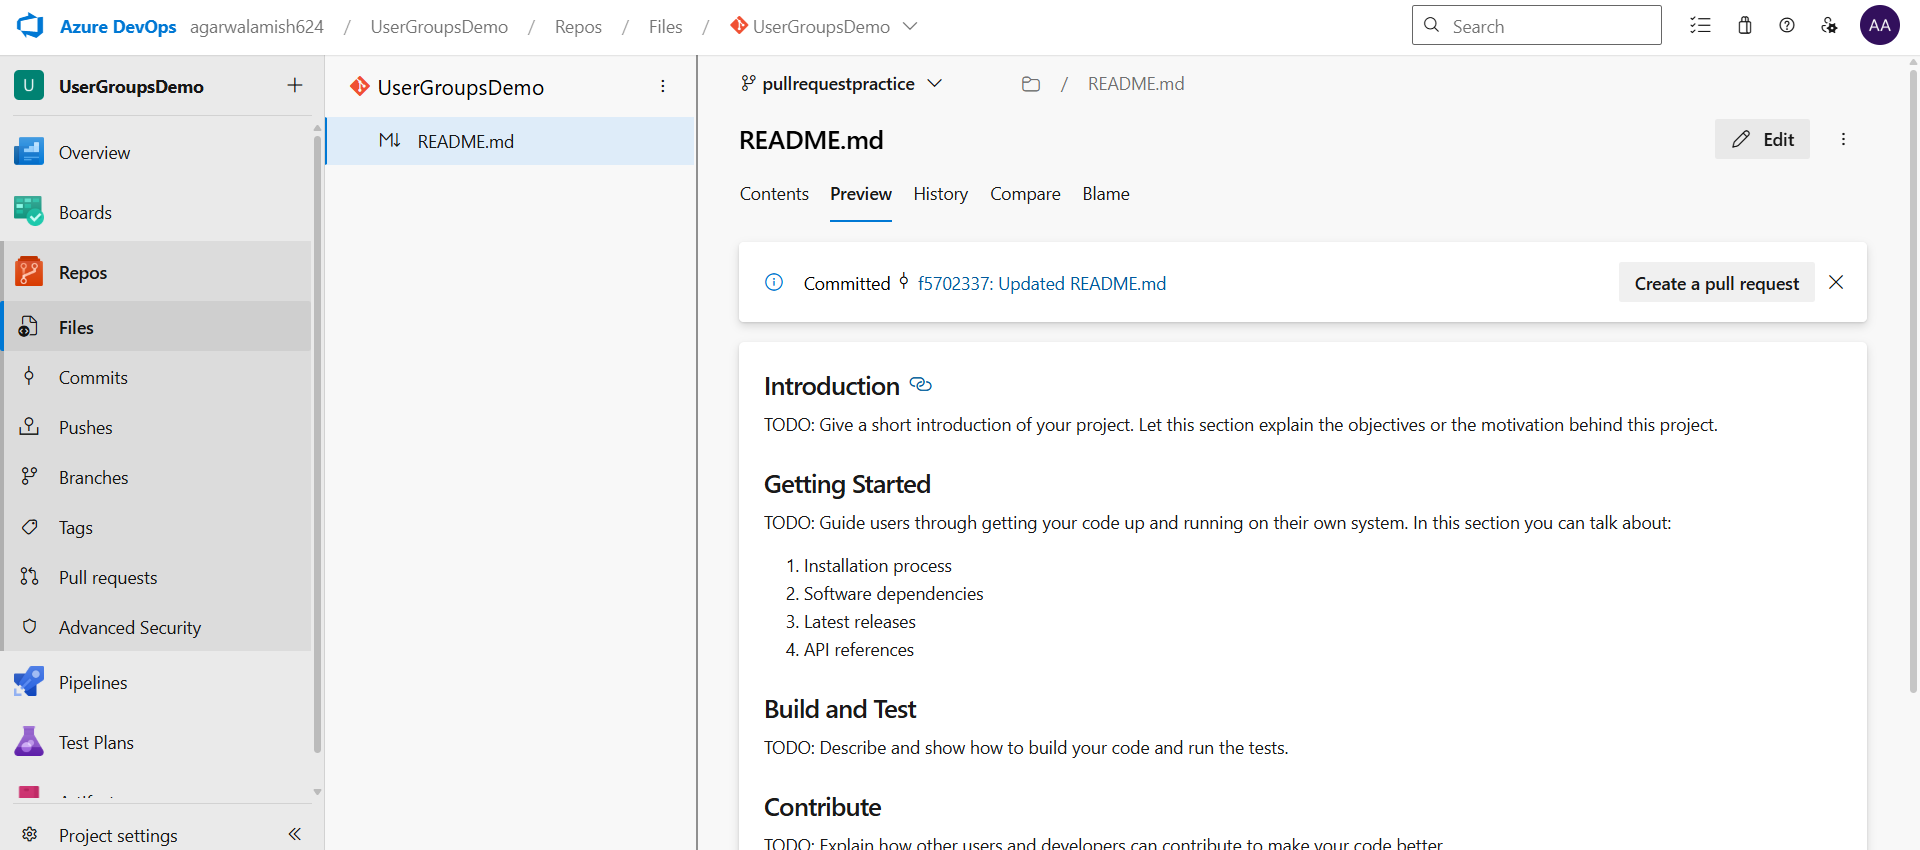 Azure DevOps agarwalamish624 / UserGroupsDemo / Repos / Files / UserGroupsDemo
Search
AA
U UserGroupsDemo
Overview
Boards
Repos
Files
Commits
Pushes
Branches
Tags
Pull requests
Advanced Security
Pipelines
Test Plans
Project settings
UserGroupsDemo
M↓ README.md
pullrequestpractice
/ README.md
README.md
Edit
Contents Preview History Compare Blame
Committed f5702337: Updated README.md
Create a pull request
Introduction
TODO: Give a short introduction of your project. Let this section explain the objectives or the motivation behind this project.
Getting Started
TODO: Guide users through getting your code up and running on their own system. In this section you can talk about:
1. Installation process
2. Software dependencies
3. Latest releases
4. API references
Build and Test
TODO: Describe and show how to build your code and run the tests.
Contribute
TODO: Explain how other users and developers can contribute to make your code better